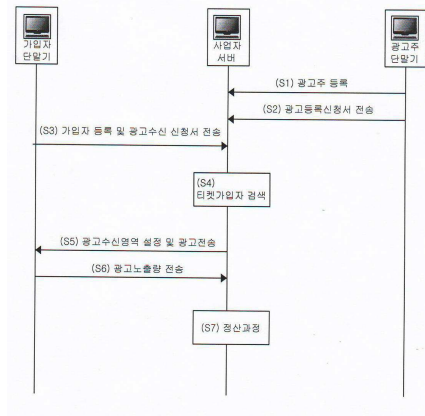 가입자
단말기
사업자
서버
광고주
단말기
(S1) 광고주 등록
(S2) 광고등록신청서 전송
(S3) 가입자 등록 및 광고수신 신청서 전송
(S4)
티켓가입자 검색
(S5) 광고수신영역 설정 및 광고전송
(S6) 광고노출량 전송
(S7) 정산과정